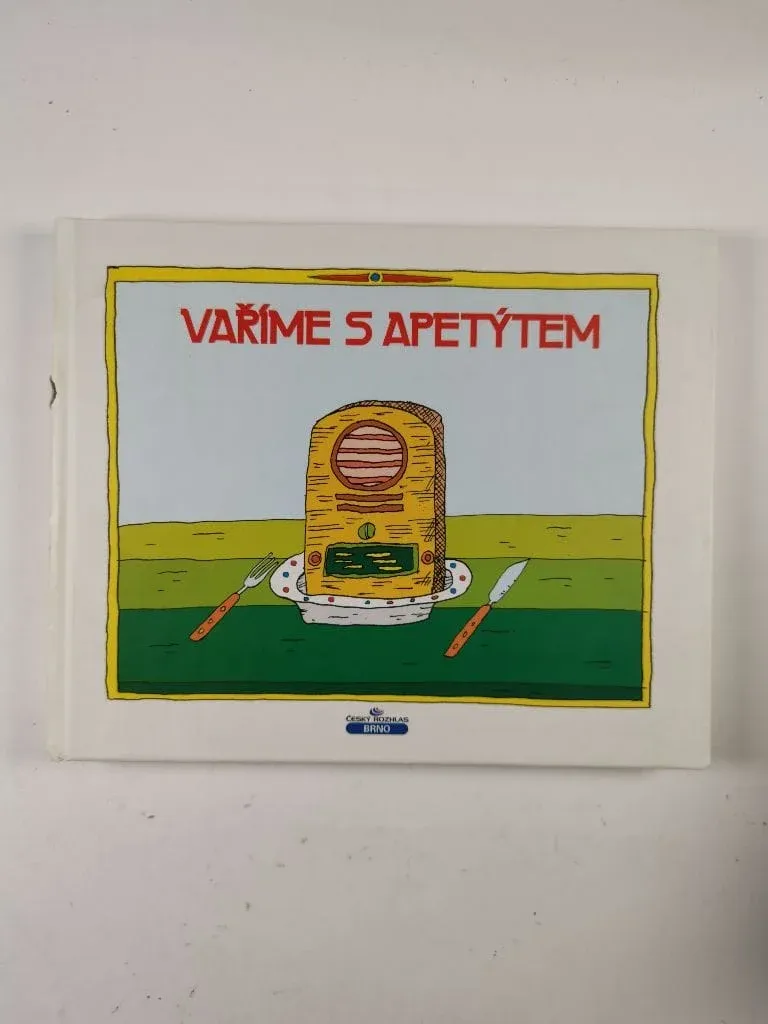 VAŘÍME S APETÝTEM
ČESKÝ ROZHLAS
BRNO